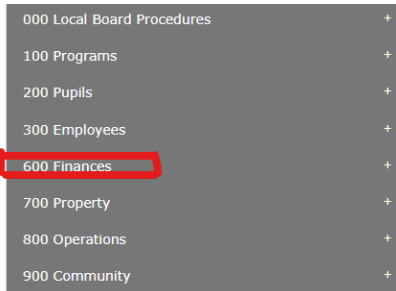 000 Local Board Procedures +
100 Programs +
200 Pupils +
300 Employees +
600 Finances +
700 Property +
800 Operations +
900 Community +